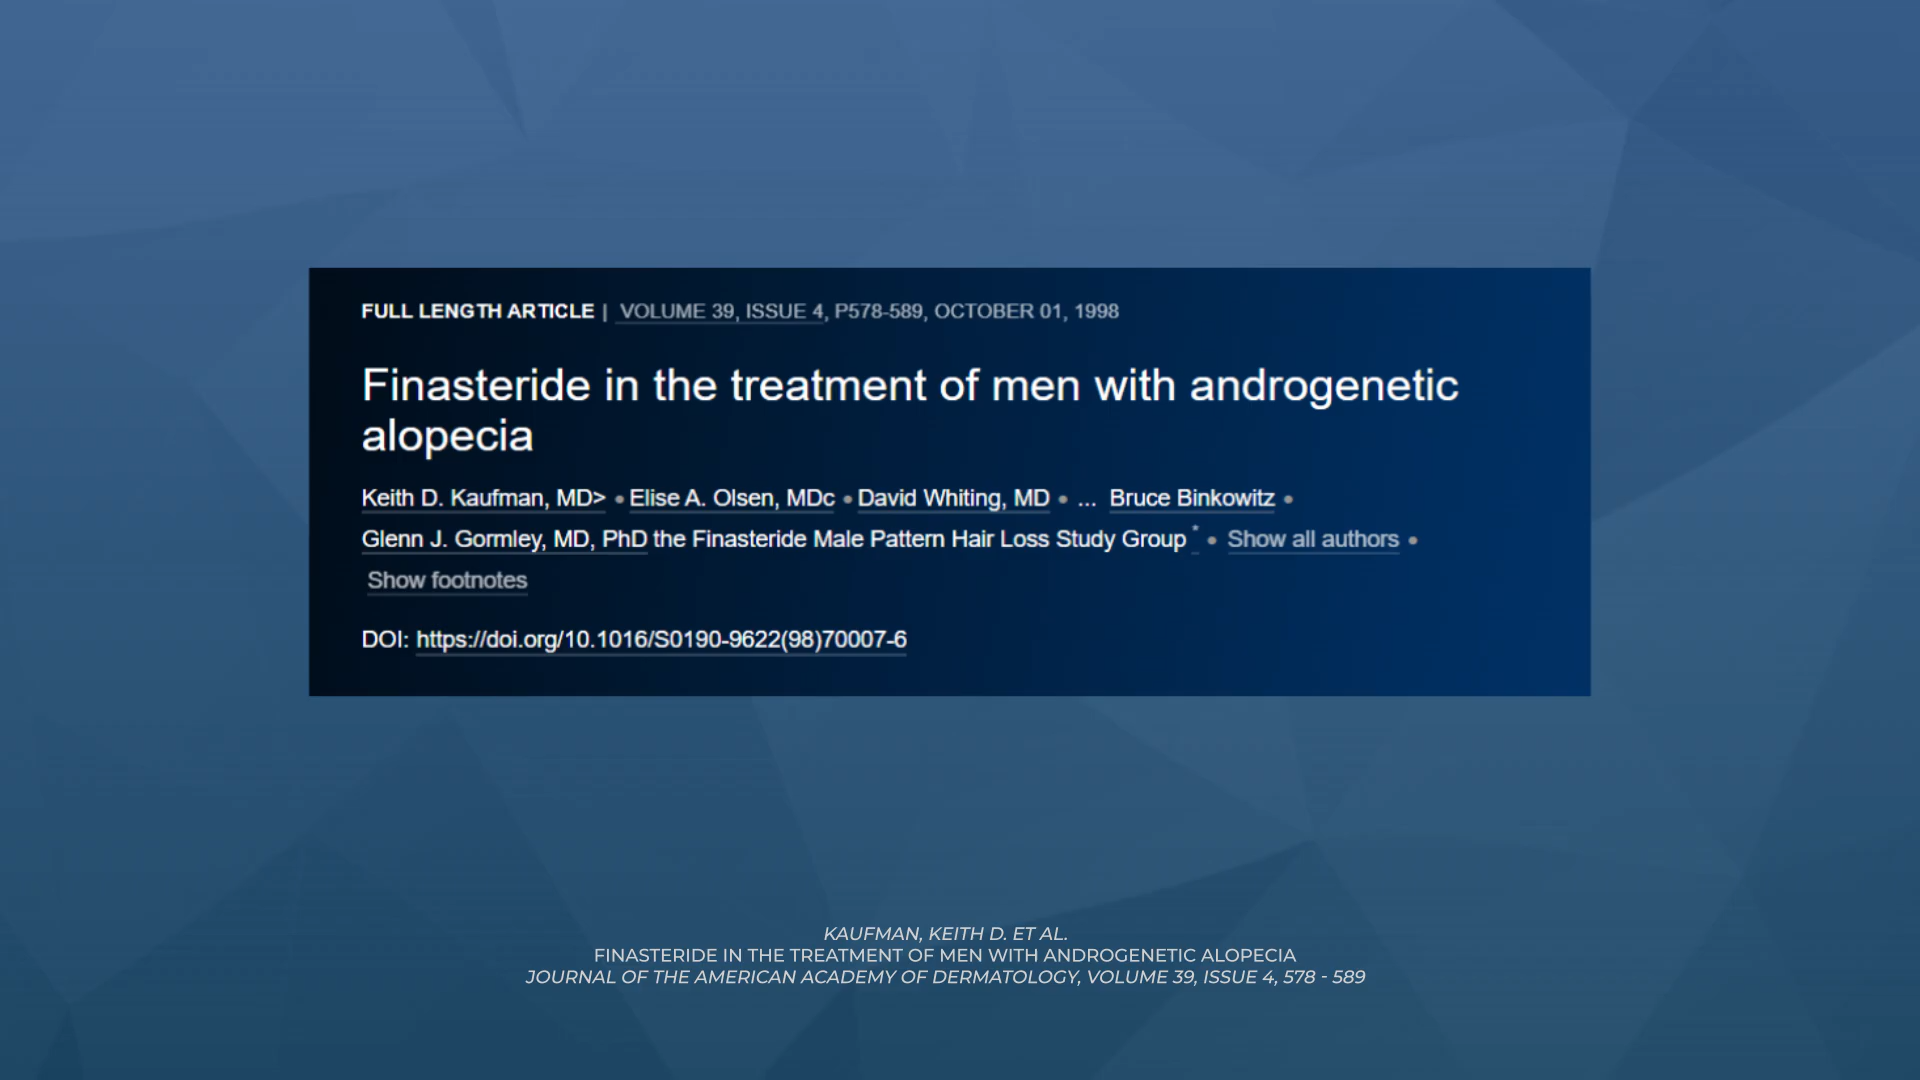 FULL LENGTH ARTICLE | VOLUME 39, ISSUE 4, P578-589, OCTOBER 01, 1998
Finasteride in the treatment of men with androgenetic
alopecia
Keith D. Kaufman, MD> • Elise A. Olsen, MDc • David Whiting, MD • ... Bruce Binkowitz •
Glenn J. Gormley, MD, PhD the Finasteride Male Pattern Hair Loss Study Group * • Show all authors •
Show footnotes
DOI: https://doi.org/10.1016/S0190-9622(98)70007-6
KAUFMAN, KEITH D. ET AL.
FINASTERIDE IN THE TREATMENT OF MEN WITH ANDROGENETIC ALOPECIA
JOURNAL OF THE AMERICAN ACADEMY OF DERMATOLOGY, VOLUME 39, ISSUE 4, 578 - 589